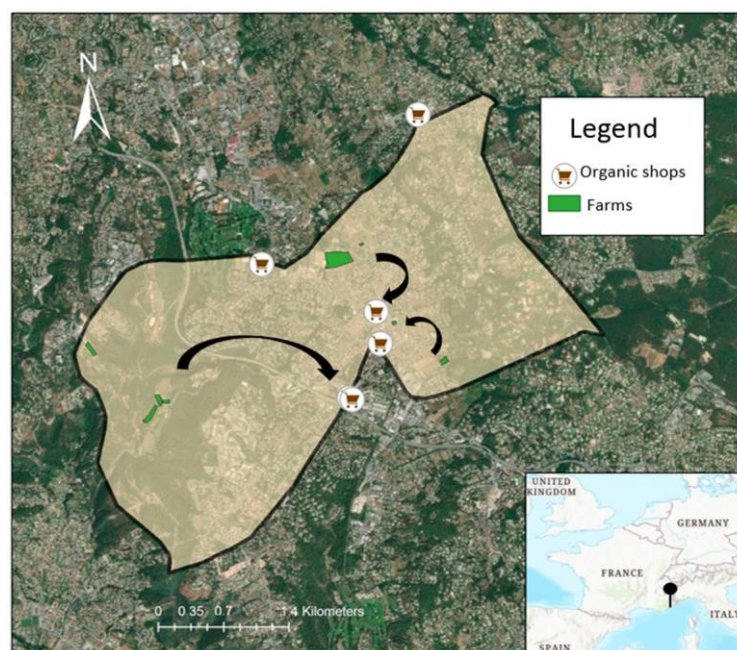 N
Legend
Organic shops
Farms
0 0.35 0.7 1.4 Kilometers
UNITED
KINGDOM
GERMANY
FRANCE
ITALY
SPAIN